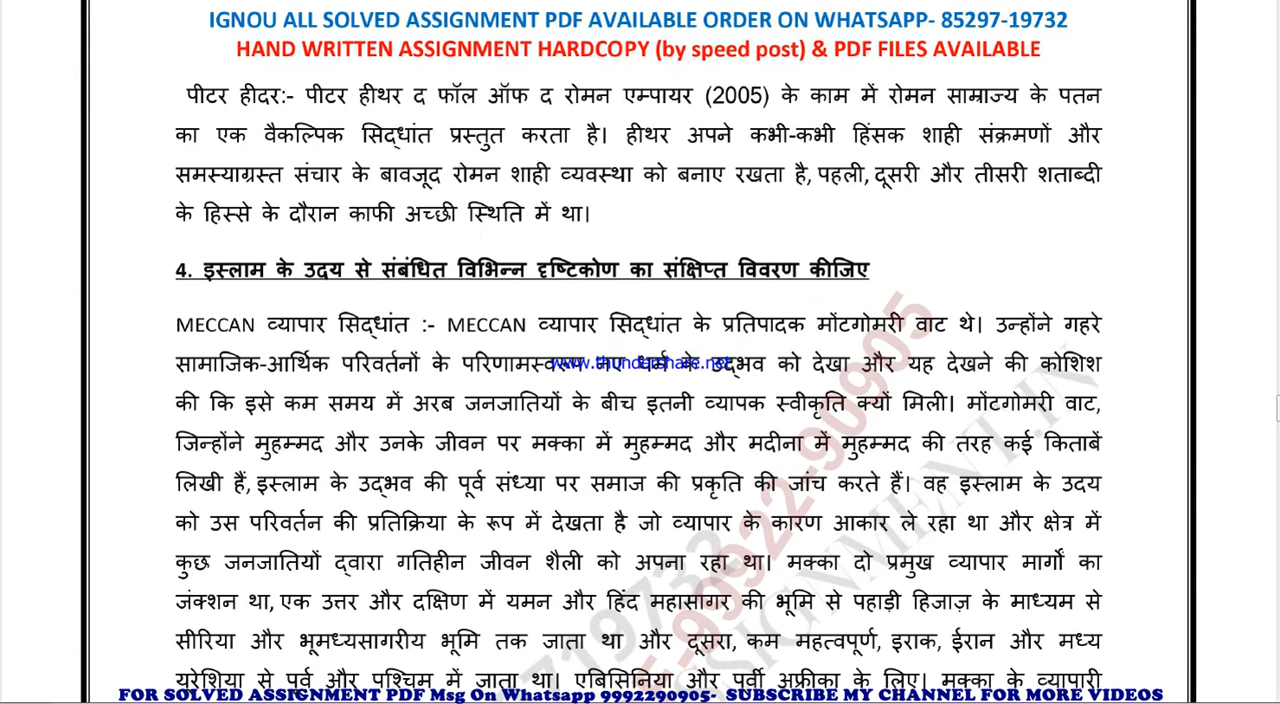 IGNOU ALL SOLVED ASSIGNMENT PDF AVAILABLE ORDER ON WHATSAPP- 85297-19732
HAND WRITTEN ASSIGNMENT HARDCOPY (by speed post) & PDF FILES AVAILABLE
पीटर हीदर:- पीटर हीथर द फॉल ऑफ द रोमन एम्पायर (2005) के काम में रोमन साम्राज्य के पतन
का एक वैकल्पिक सिद्धांत प्रस्तुत करता है। हीथर अपने कभी-कभी हिंसक शाही संक्रमणों और
समस्याग्रस्त संचार के बावजूद रोमन शाही व्यवस्था को बनाए रखता है, पहली, दूसरी और तीसरी शताब्दी
के हिस्से के दौरान काफी अच्छी स्थिति में था।
4. इस्लाम के उदय से संबंधित विभिन्न दृष्टिकोण का संक्षिप्त विवरण कीजिए
MECCAN व्यापार सिद्धांत :- MECCAN व्यापार सिद्धांत के प्रतिपादक मोंटगोमरी वाट थे। उन्होंने गहरे
सामाजिक-आर्थिक परिवर्तनों के परिणामस्वरूप नए धर्म के उद्भव को देखा और यह देखने की कोशिश
www.thundershare.net
की कि इसे कम समय में अरब जनजातियों के बीच इतनी व्यापक स्वीकृति क्यों मिली। मोंटगोमरी वाट,
जिन्होंने मुहम्मद और उनके जीवन पर मक्का में मुहम्मद और मदीना में मुहम्मद की तरह कई किताबें
लिखी हैं, इस्लाम के उद्भव की पूर्व संध्या पर समाज की प्रकृति की जांच करते हैं। वह इस्लाम के उदय
को उस परिवर्तन की प्रतिक्रिया के रूप में देखता है जो व्यापार के कारण आकार ले रहा था और क्षेत्र में
कुछ जनजातियों द्वारा गतिहीन जीवन शैली को अपना रहा था। मक्का दो प्रमुख व्यापार मार्गों का
जंक्शन था, एक उत्तर और दक्षिण में यमन और हिंद महासागर की भूमि से पहाड़ी हिजाज़ के माध्यम से
सीरिया और भूमध्यसागरीय भूमि तक जाता था और दूसरा, कम महत्वपूर्ण, इराक, ईरान और मध्य
यूरेशिया से पूर्व और पश्चिम में जाता था। एबिसिनिया और पूर्वी अफ्रीका के लिए। मक्का के व्यापारी
FOR SOLVED ASSIGNMENT PDF Msg On Whatsapp 9992290905- SUBSCRIBE MY CHANNEL FOR MORE VIDEOS